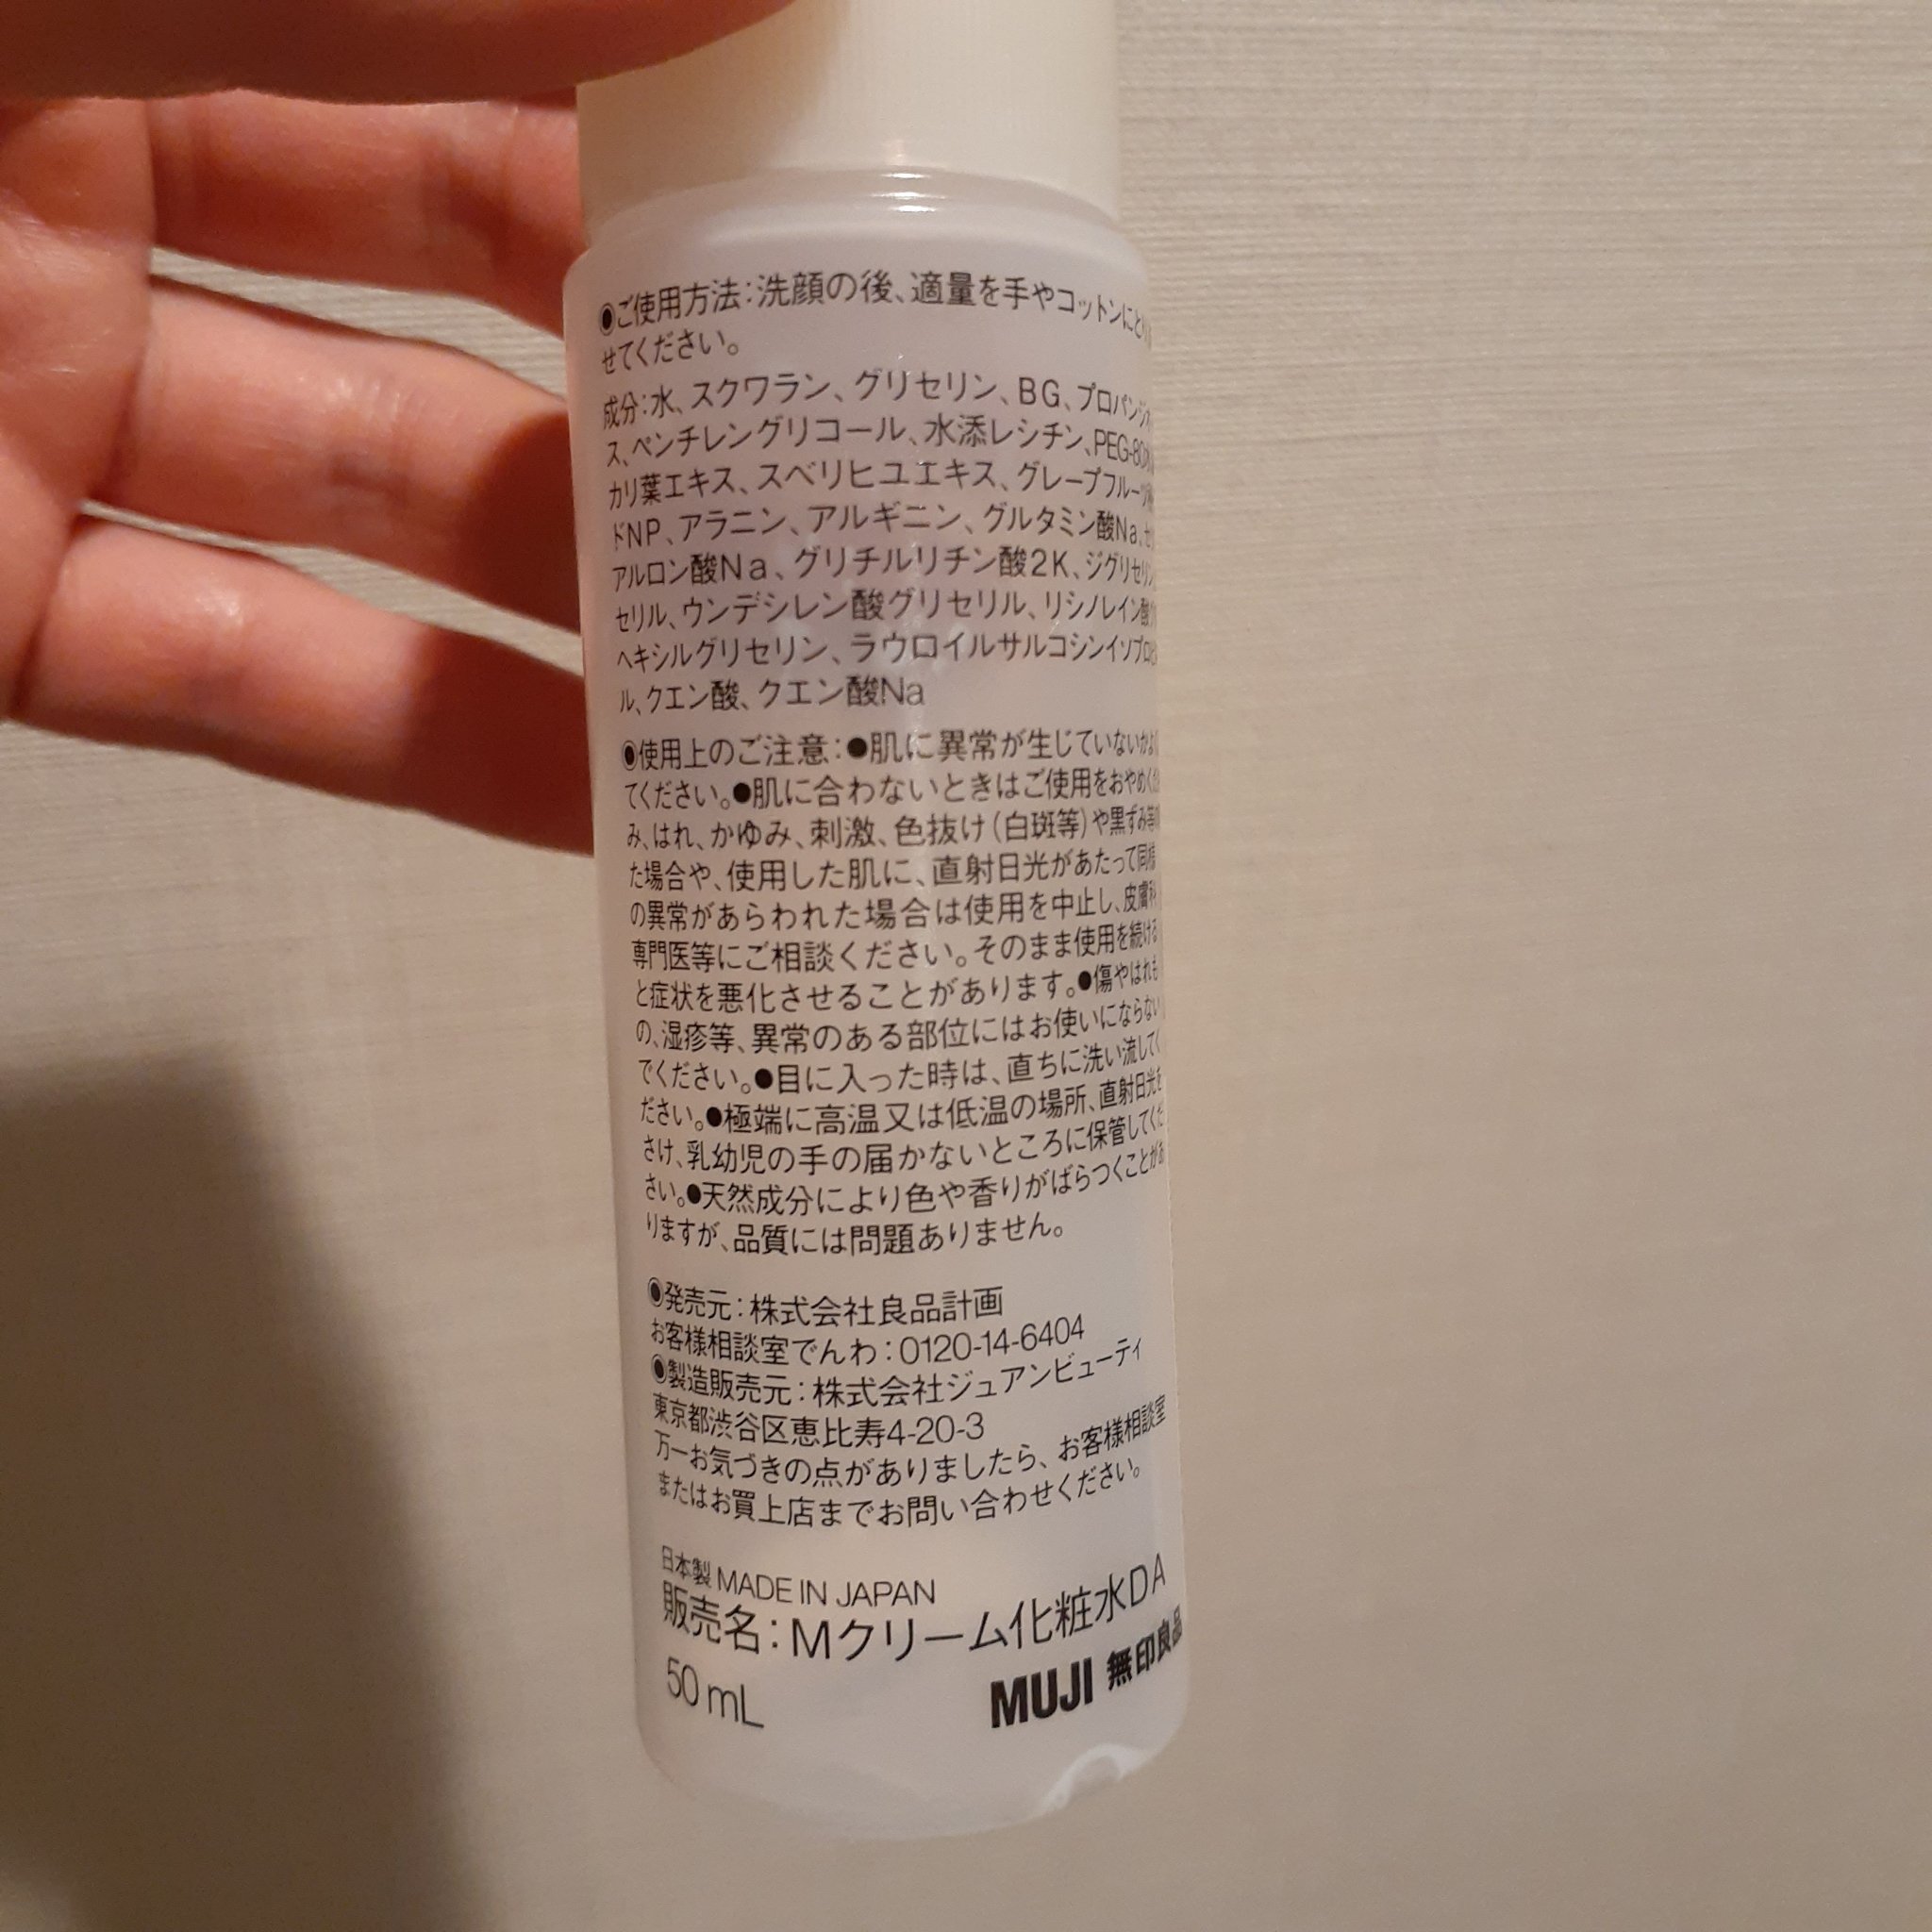 ◉ご使用方法:洗顔の後、適量を手やコットンにと
せてください。
成分:水、スクワラン、グリセリン、BG、プロパンジオ
ス、ペンチレングリコール、水添レシチン、PEG-80水
カリ葉エキス、スベリヒユエキス、グレープフルーツ
ドNP、アラニン、アルギニン、グルタミン酸Na、セ
アルロン酸Na、グリチルリチン酸2K、ジグリセリン
セリル、ウンデシレン酸グリセリル、リシノレイン酸
ヘキシルグリセリン、ラウロイルサルコシンイソプロピ
ル、クエン酸、クエン酸Na
◉使用上のご注意:●肌に異常が生じていないかよ
てください。●肌に合わないときはご使用をおやめくだ
み、はれ、かゆみ、刺激、色抜け(白斑等)や黒ずみ等
た場合や、使用した肌に、直射日光があたって同様
の異常があらわれた場合は使用を中止し、皮膚科
専門医等にご相談ください。そのまま使用を続ける
と症状を悪化させることがあります。●傷やはれも
の、湿疹等、異常のある部位にはお使いにならない
でください。●目に入った時は、直ちに洗い流してく
ださい。●極端に高温又は低温の場所、直射日光を
さけ、乳幼児の手の届かないところに保管してくだ
さい。●天然成分により色や香りがばらつくことがあ
りますが、品質には問題ありません。
◉発売元:株式会社良品計画
お客様相談室でんわ:0120-14-6404
◉製造販売元:株式会社ジュアンビューティ
東京都渋谷区恵比寿4-20-3
万一お気づきの点がありましたら、お客様相談室
またはお買上店までお問い合わせください。
日本製 MADE IN JAPAN
販売名:Mクリーム化粧水DA
50 mL
MUJI 無印良品